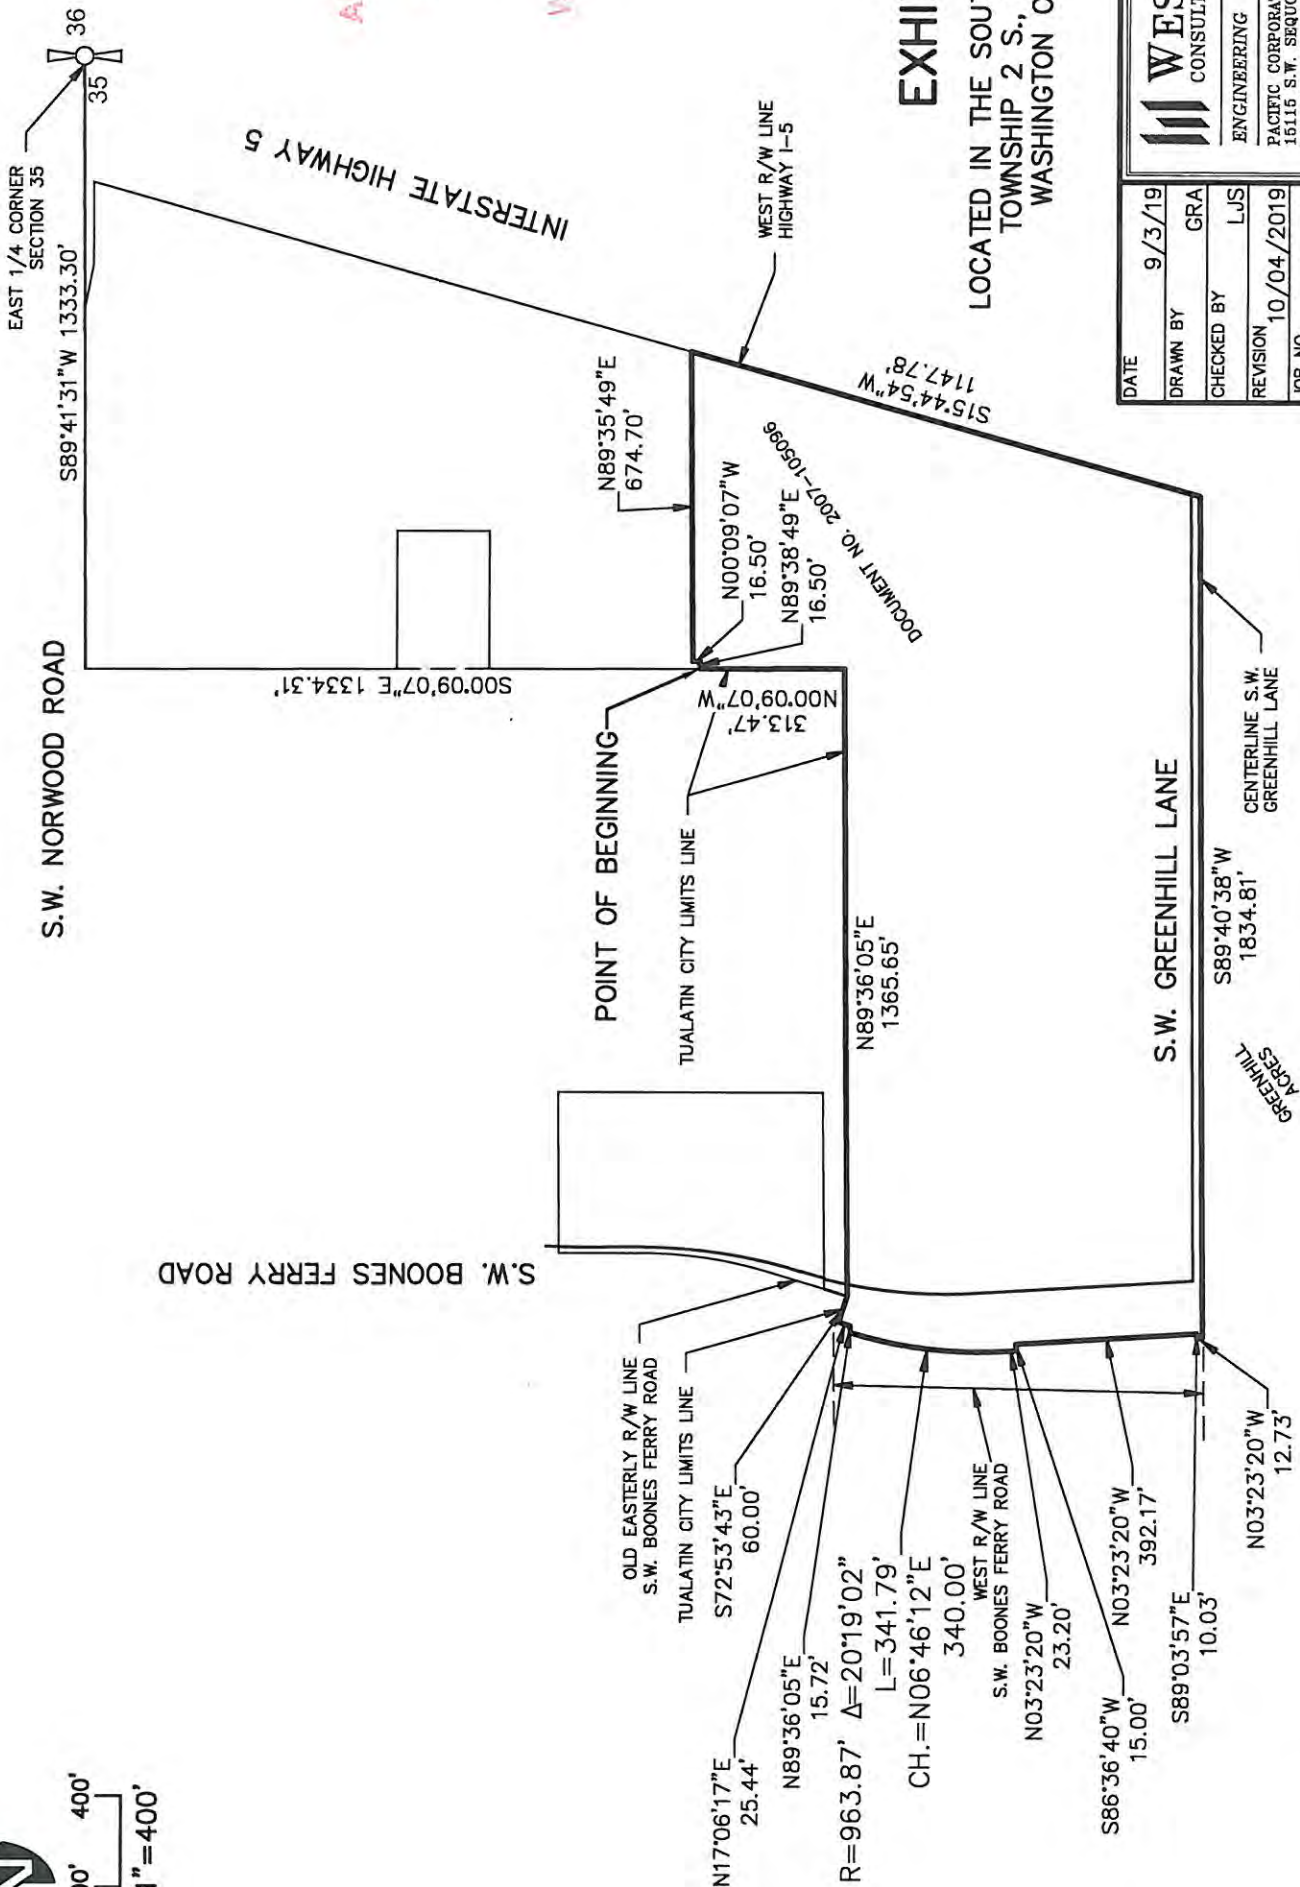 36
35
EAST 1/4 CORNER
SECTION 35
S.W. NORWOOD ROAD
S89°41'31"W 1333.30'
INTERSTATE HIGHWAY 5
WEST R/W LINE
HIGHWAY I-5
S00°09'07"E 1334.31'
N89°35'49"E
674.70'
N00°09'07"W
16.50'
N89°38'49"E
16.50'
DOCUMENT NO. 2007-105096
S15°44'54"W
1147.78'
POINT OF BEGINNING
N00°09'07"W
313.47'
TUALATIN CITY LIMITS LINE
N89°36'05"E
1365.65'
S.W. GREENHILL LANE
CENTERLINE S.W.
GREENHILL LANE
S89°40'38"W
1834.81'
GREENHILL
ACRES
S.W. BOONES FERRY ROAD
OLD EASTERLY R/W LINE
S.W. BOONES FERRY ROAD
TUALATIN CITY LIMITS LINE
S72°53'43"E
60.00'
N17°06'17"E
25.44'
N89°36'05"E
15.72'
R=963.87' Δ=20°19'02"
L=341.79'
CH.=N06°46'12"E
340.00'
WEST R/W LINE
S.W. BOONES FERRY ROAD
N03°23'20"W
23.20'
S86°36'40"W
15.00'
N03°23'20"W
392.17'
S89°03'57"E
10.03'
N03°23'20"W
12.73'
400'
1"=400'
EXHI
LOCATED IN THE SOUT
TOWNSHIP 2 S.,
WASHINGTON C
DATE 9/3/19
DRAWN BY GRA
CHECKED BY LJS
REVISION 10/04/2019
JOB NO.
WES
CONSULT
ENGINEERING
PACIFIC CORPORAT
15115 S.W. SEQUO